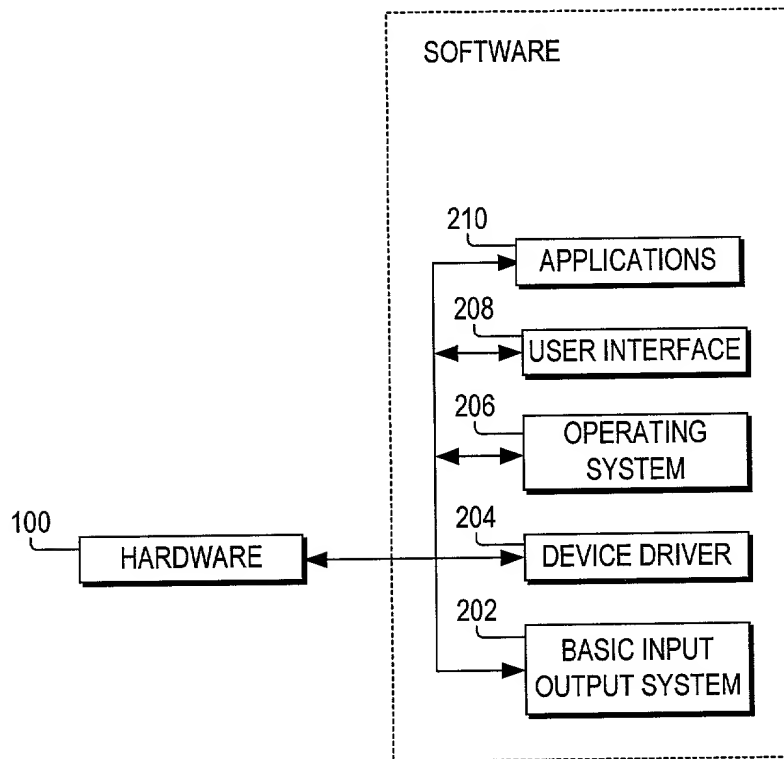 SOFTWARE
210
APPLICATIONS
208
USER INTERFACE
206
OPERATING
SYSTEM
100
HARDWARE
204
DEVICE DRIVER
202
BASIC INPUT
OUTPUT SYSTEM